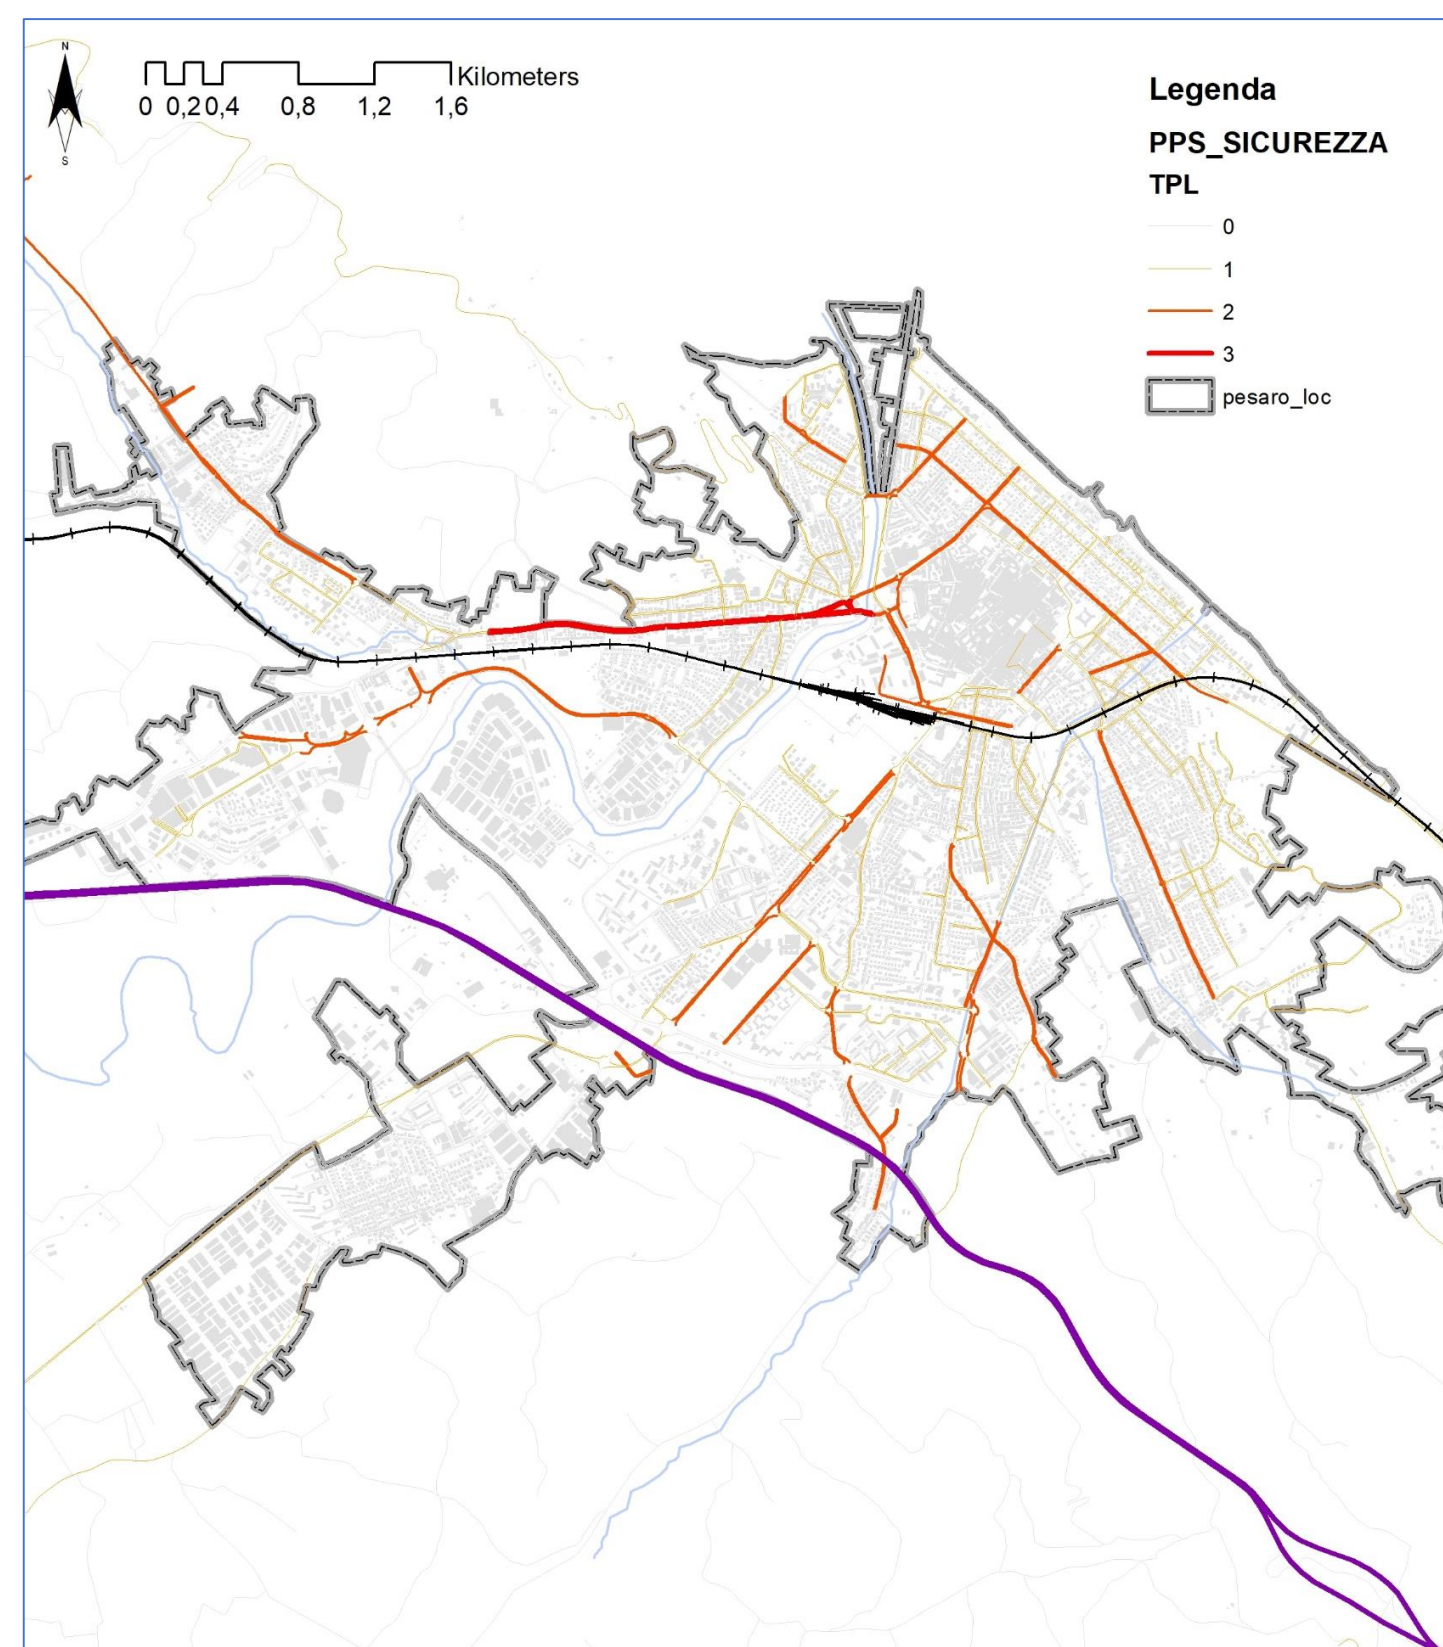 N
S
Kilometers
0 0,2 0,4 0,8 1,2 1,6
Legenda
PPS_SICUREZZA
TPL
0
1
2
3
pesaro_loc